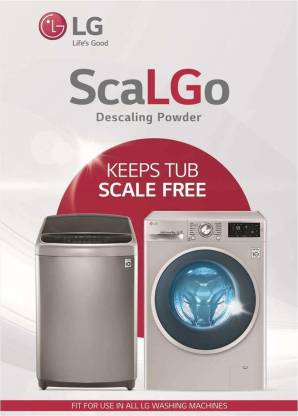 LG
Life's Good
ScaLGo
Descaling Powder
KEEPS TUB
SCALE FREE
FIT FOR USE IN ALL LG WASHING MACHINES